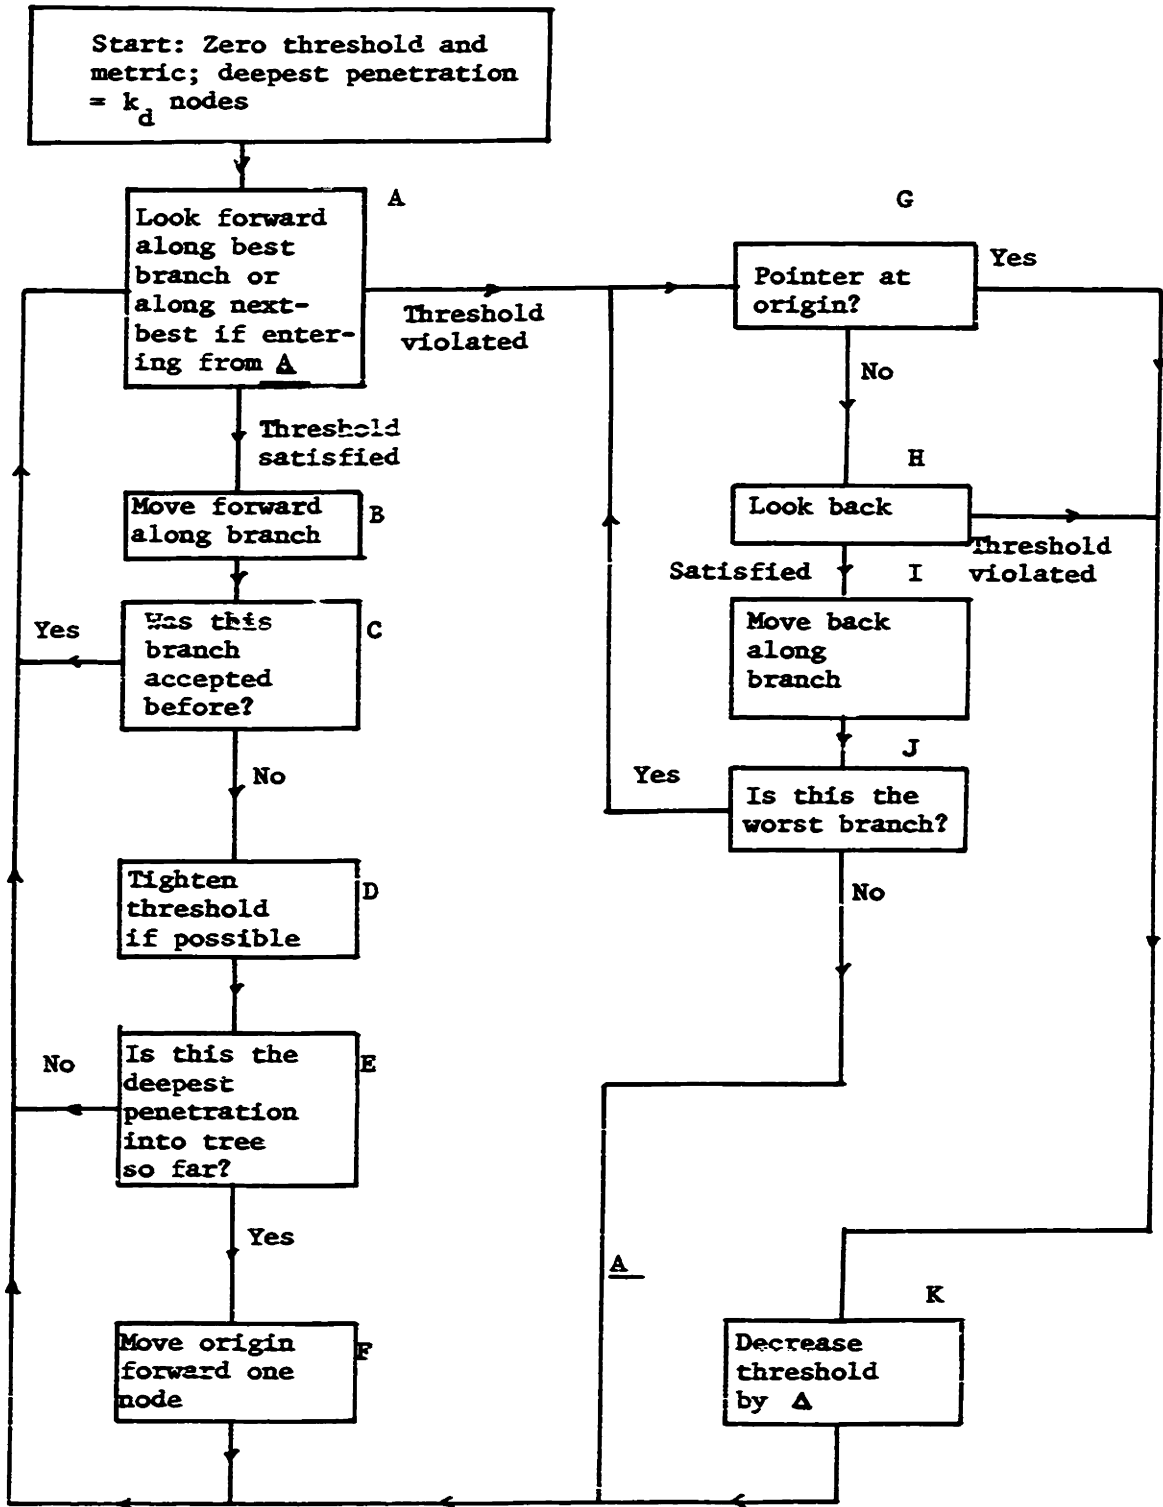 Start: Zero threshold and
metric; deepest penetration
= k_d nodes
A
Look forward
along best
branch or
along next-
best if enter-
ing from A
Threshold
violated
Threshold
satisfied
Move forward
along branch
B
Was this
branch
accepted
before?
C
Yes
No
Tighten
threshold
if possible
D
Is this the
deepest
penetration
into tree
so far?
E
No
Yes
Move origin
forward one
node
F
G
Pointer at
origin?
Yes
No
H
Look back
Threshold
violated
Satisfied
I
Move back
along
branch
J
Is this the
worst branch?
Yes
No
A
K
Decrease
threshold
by Δ